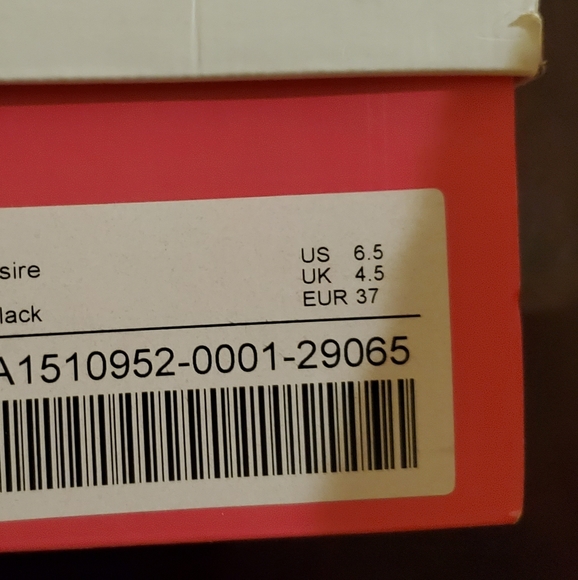 sire
US 6.5
UK 4.5
EUR 37
lack
A1510952-0001-29065